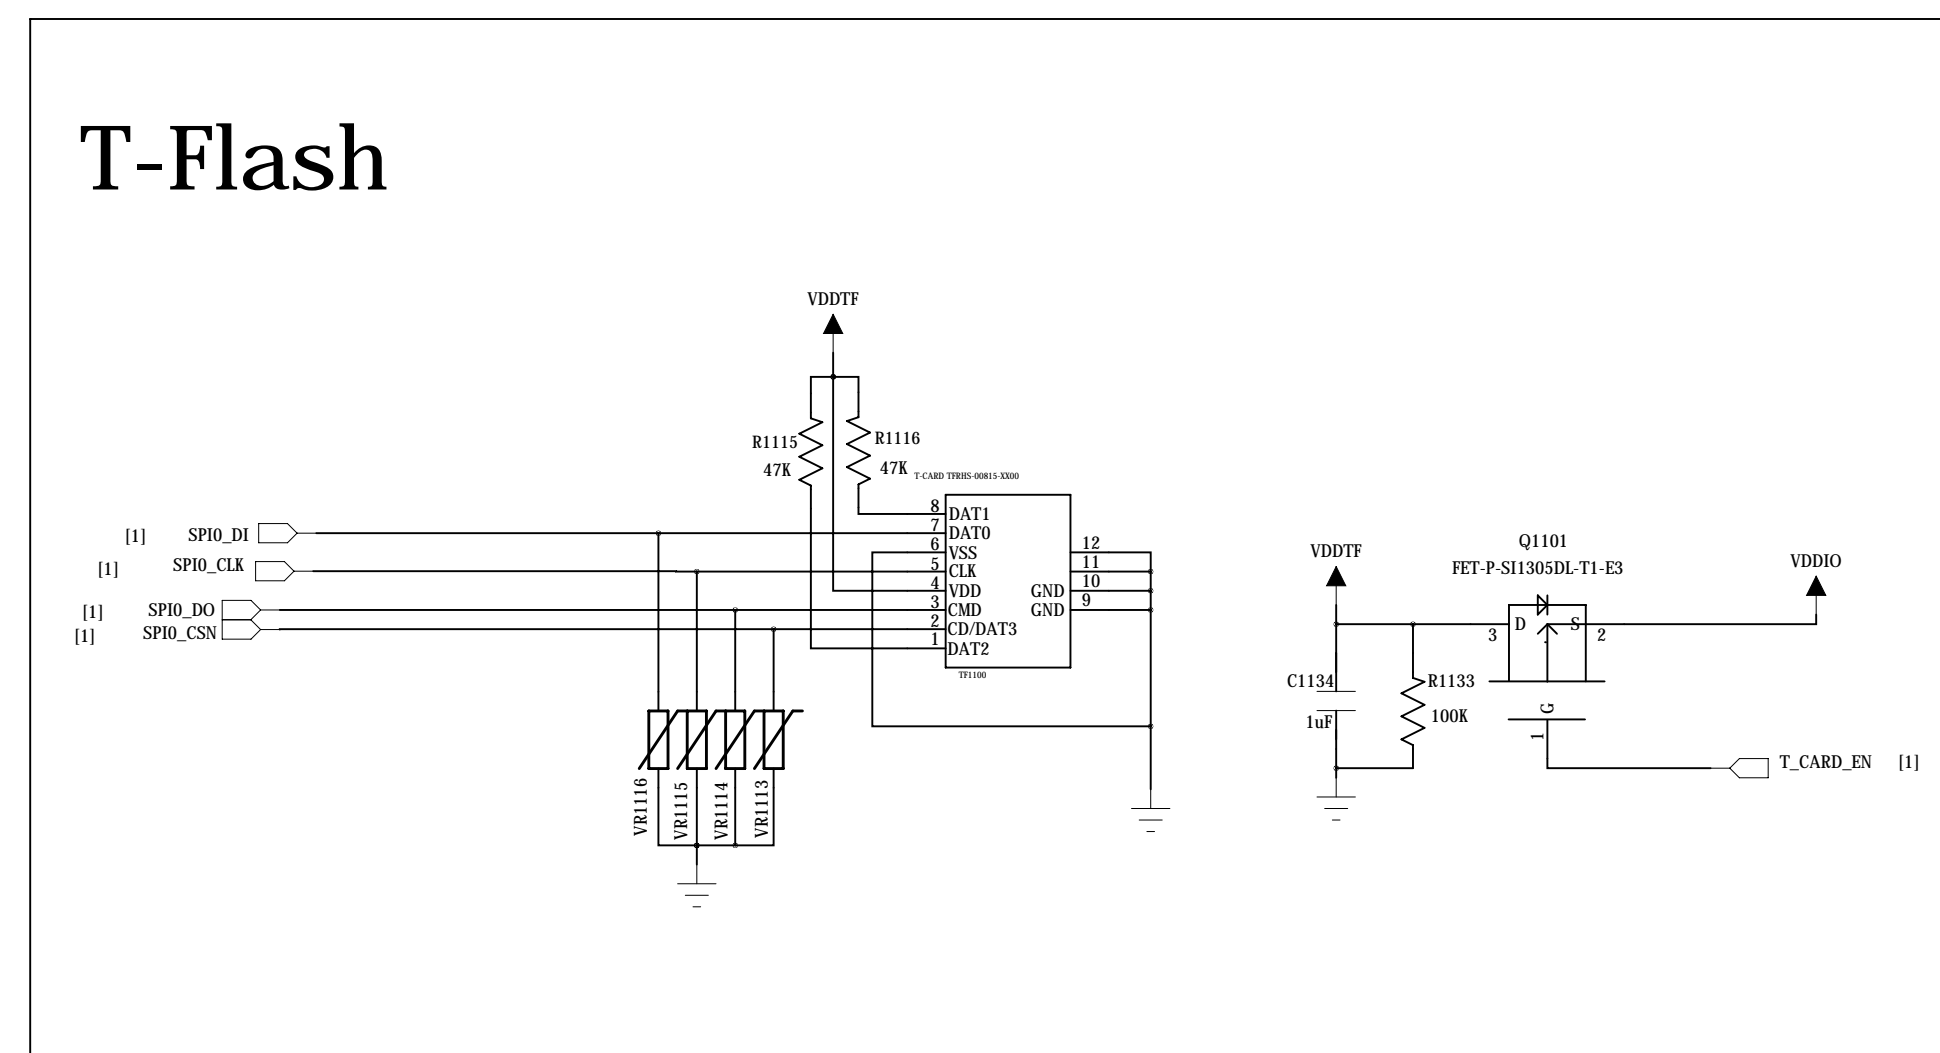 T-Flash
VDDTF
R1115
47K
R1116
47K
T-CARD TFRHS-00815-XX00
8 DAT1
7 DAT0
6 VSS
5 CLK
4 VDD
3 CMD
2 CD/DAT3
1 DAT2
12
11
GND 10
GND 9
TF1100
[1] SPI0_DI
[1] SPI0_CLK
[1] SPI0_DO
[1] SPI0_CSN
VR1116
VR1115
VR1114
VR1113
VDDTF
Q1101
FET-P-SI1305DL-T1-E3
VDDIO
3 D S 2
C1134
1uF
R1133
100K
G
1
T_CARD_EN [1]